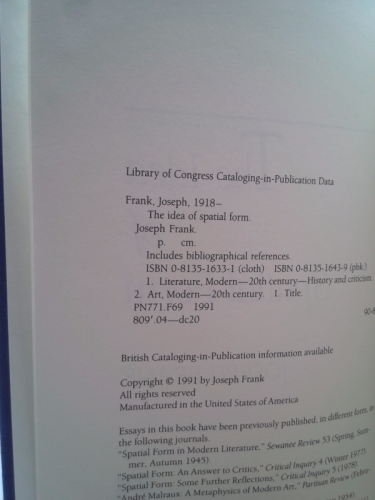 Library of Congress Cataloging-in-Publication Data
Frank, Joseph, 1918–
The idea of spatial form.
Joseph Frank.
p. cm.
Includes bibliographical references.
ISBN 0-8135-1633-1 (cloth) ISBN 0-8135-1643-9 (pbk.)
1. Literature, Modern—20th century—History and criticism
2. Art, Modern—20th century. I. Title.
PN771.F69 1991
809'.04—dc20
British Cataloging-in-Publication information available
Copyright © 1991 by Joseph Frank
All rights reserved
Manufactured in the United States of America
Essays in this book have been previously published, in different form, in
the following journals.
"Spatial Form in Modern Literature," Sewanee Review 53 (Spring, Sum-
mer, Autumn 1945).
"Spatial Form: An Answer to Critics," Critical Inquiry 4 (Winter 1977)
"Spatial Form: Some Further Reflections," Critical Inquiry 5 (1978)
"André Malraux: A Metaphysics of Modern Art," Partisan Review (Febru-